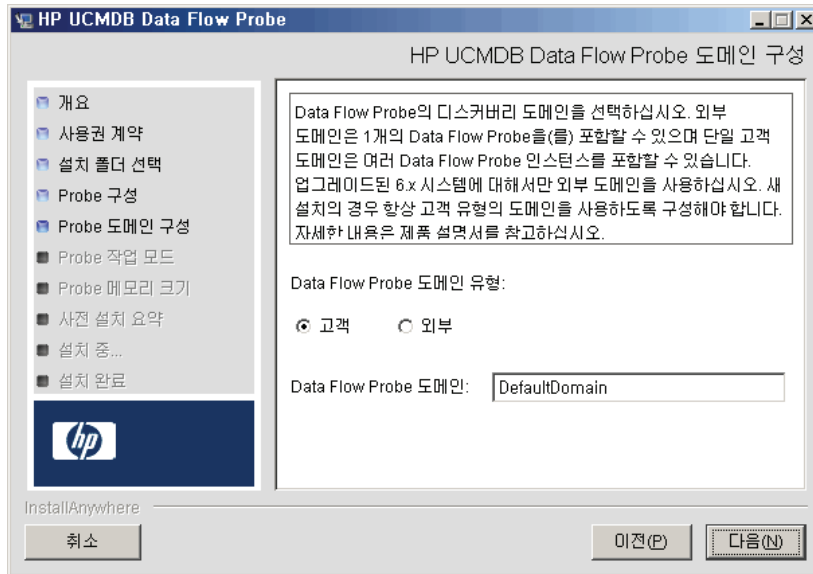 HP UCMDB Data Flow Probe
HP UCMDB Data Flow Probe 도메인 구성
개요
사용권 계약
설치 폴더 선택
Probe 구성
Probe 도메인 구성
Probe 작업 모드
Probe 메모리 크기
사전 설치 요약
설치 중...
설치 완료
hp
Data Flow Probe의 디스커버리 도메인을 선택하십시오. 외부
도메인은 1개의 Data Flow Probe을(를) 포함할 수 있으며 단일 고객
도메인은 여러 Data Flow Probe 인스턴스를 포함할 수 있습니다.
업그레이드된 6.x 시스템에 대해서만 외부 도메인을 사용하십시오. 새
설치의 경우 항상 고객 유형의 도메인을 사용하도록 구성해야 합니다.
자세한 내용은 제품 설명서를 참고하십시오.
Data Flow Probe 도메인 유형:
고객 외부
Data Flow Probe 도메인: DefaultDomain
InstallAnywhere
취소 이전(P) 다음(N)